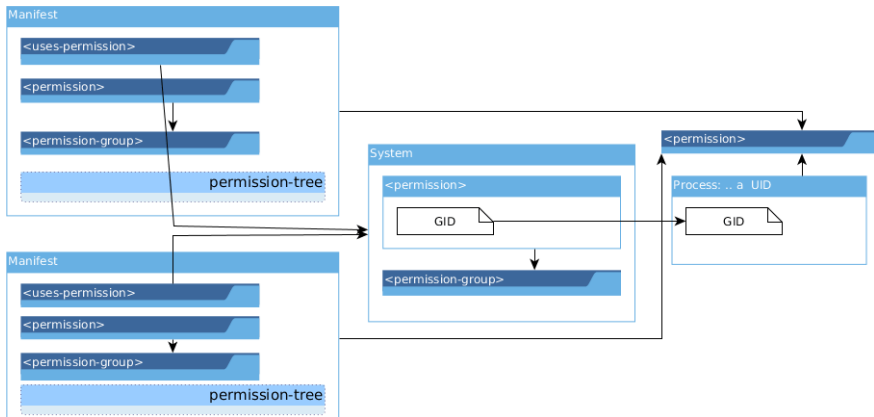 Manifest
<uses-permission>
<permission>
<permission-group>
permission-tree
Manifest
<uses-permission>
<permission>
<permission-group>
permission-tree
System
<permission>
GID
<permission-group>
<permission>
Process: .. a UID
GID